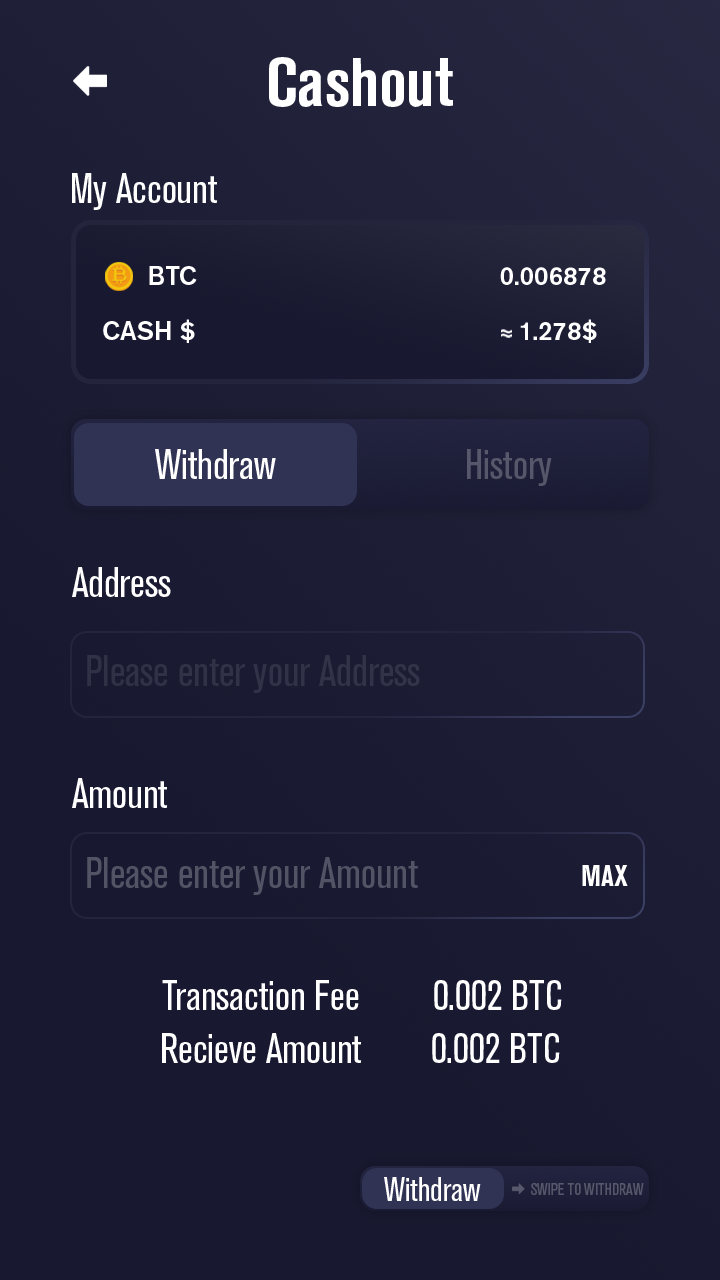 Cashout
My Account
BTC 0.006878
CASH $ ≈ 1.278$
Withdraw History
Address
Please enter your Address
Amount
Please enter your Amount MAX
Transaction Fee 0.002 BTC
Recieve Amount 0.002 BTC
Withdraw SWIPE TO WITHDRAW